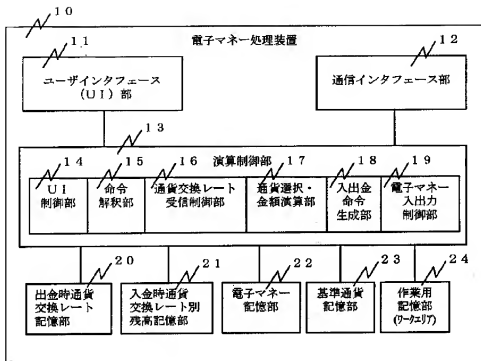 10
電子マネー処理装置
11
ユーザインタフェース
(UI)部
12
通信インタフェース部
13
演算制御部
14
UI
制御部
15
命令
解釈部
16
通貨交換レート
受信制御部
17
通貨選択・
金額演算部
18
入出金
命令
生成部
19
電子マネー
入出力
制御部
20
出金時通貨
交換レート
記憶部
21
入金時通貨
交換レート別
残高記憶部
22
電子マネー
記憶部
23
基準通貨
記憶部
24
作業用
記憶部
(ワークエリア)